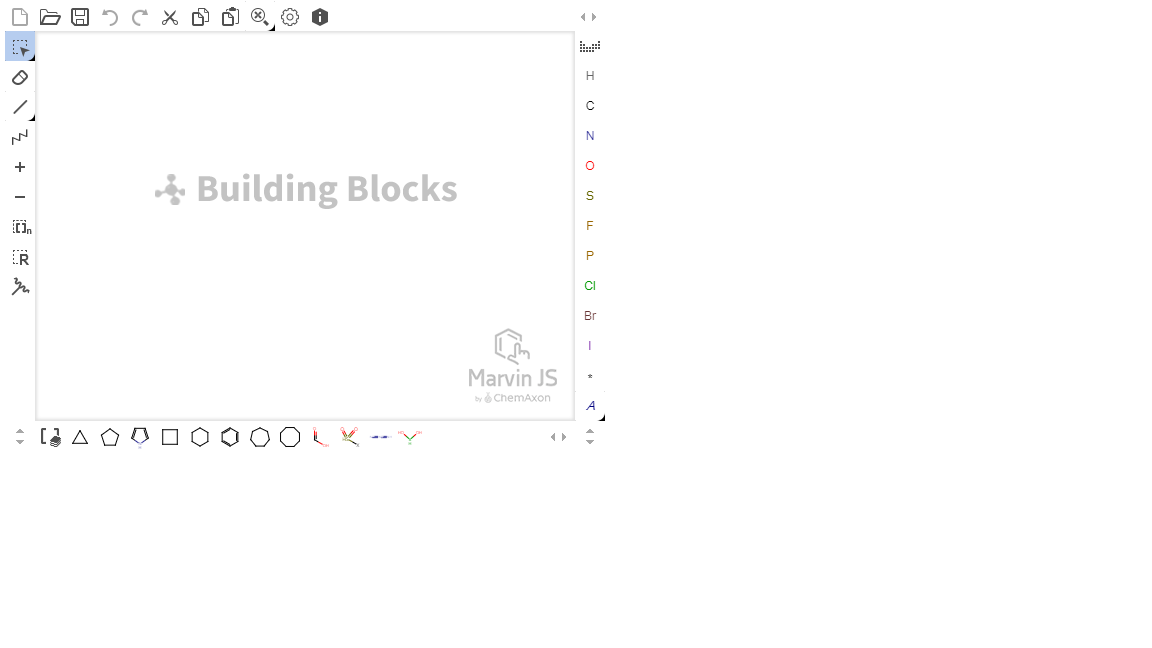 H
C
N
Building Blocks
O
S
F
P
Cl
Br
I
*
A
[ ]n
R
Marvin JS
by ChemAxon